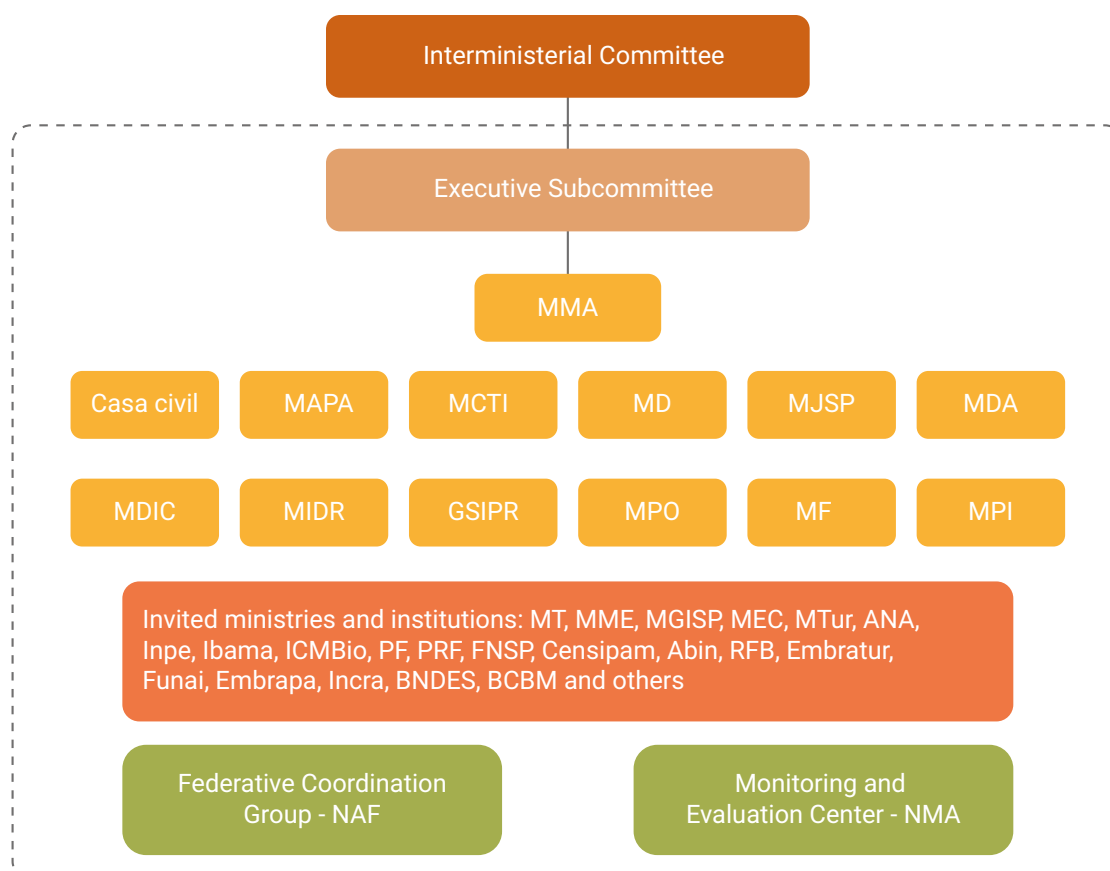 Interministerial Committee
Executive Subcommittee
MMA
Casa civil
MAPA
MCTI
MD
MJSP
MDA
MDIC
MIDR
GSIPR
MPO
MF
MPI
Invited ministries and institutions: MT, MME, MGISP, MEC, MTur, ANA,
Inpe, Ibama, ICMBio, PF, PRF, FNSP, Censipam, Abin, RFB, Embratur,
Funai, Embrapa, Incra, BNDES, BCBM and others
Federative Coordination
Group - NAF
Monitoring and
Evaluation Center - NMA